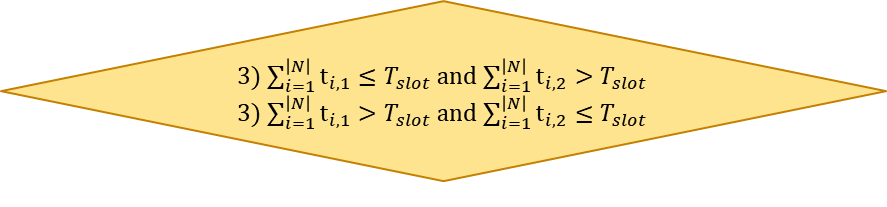 3) ∑_{i=1}^{|N|} t_{i,1} ≤ T_{slot} and ∑_{i=1}^{|N|} t_{i,2} > T_{slot}
3) ∑_{i=1}^{|N|} t_{i,1} > T_{slot} and ∑_{i=1}^{|N|} t_{i,2} ≤ T_{slot}